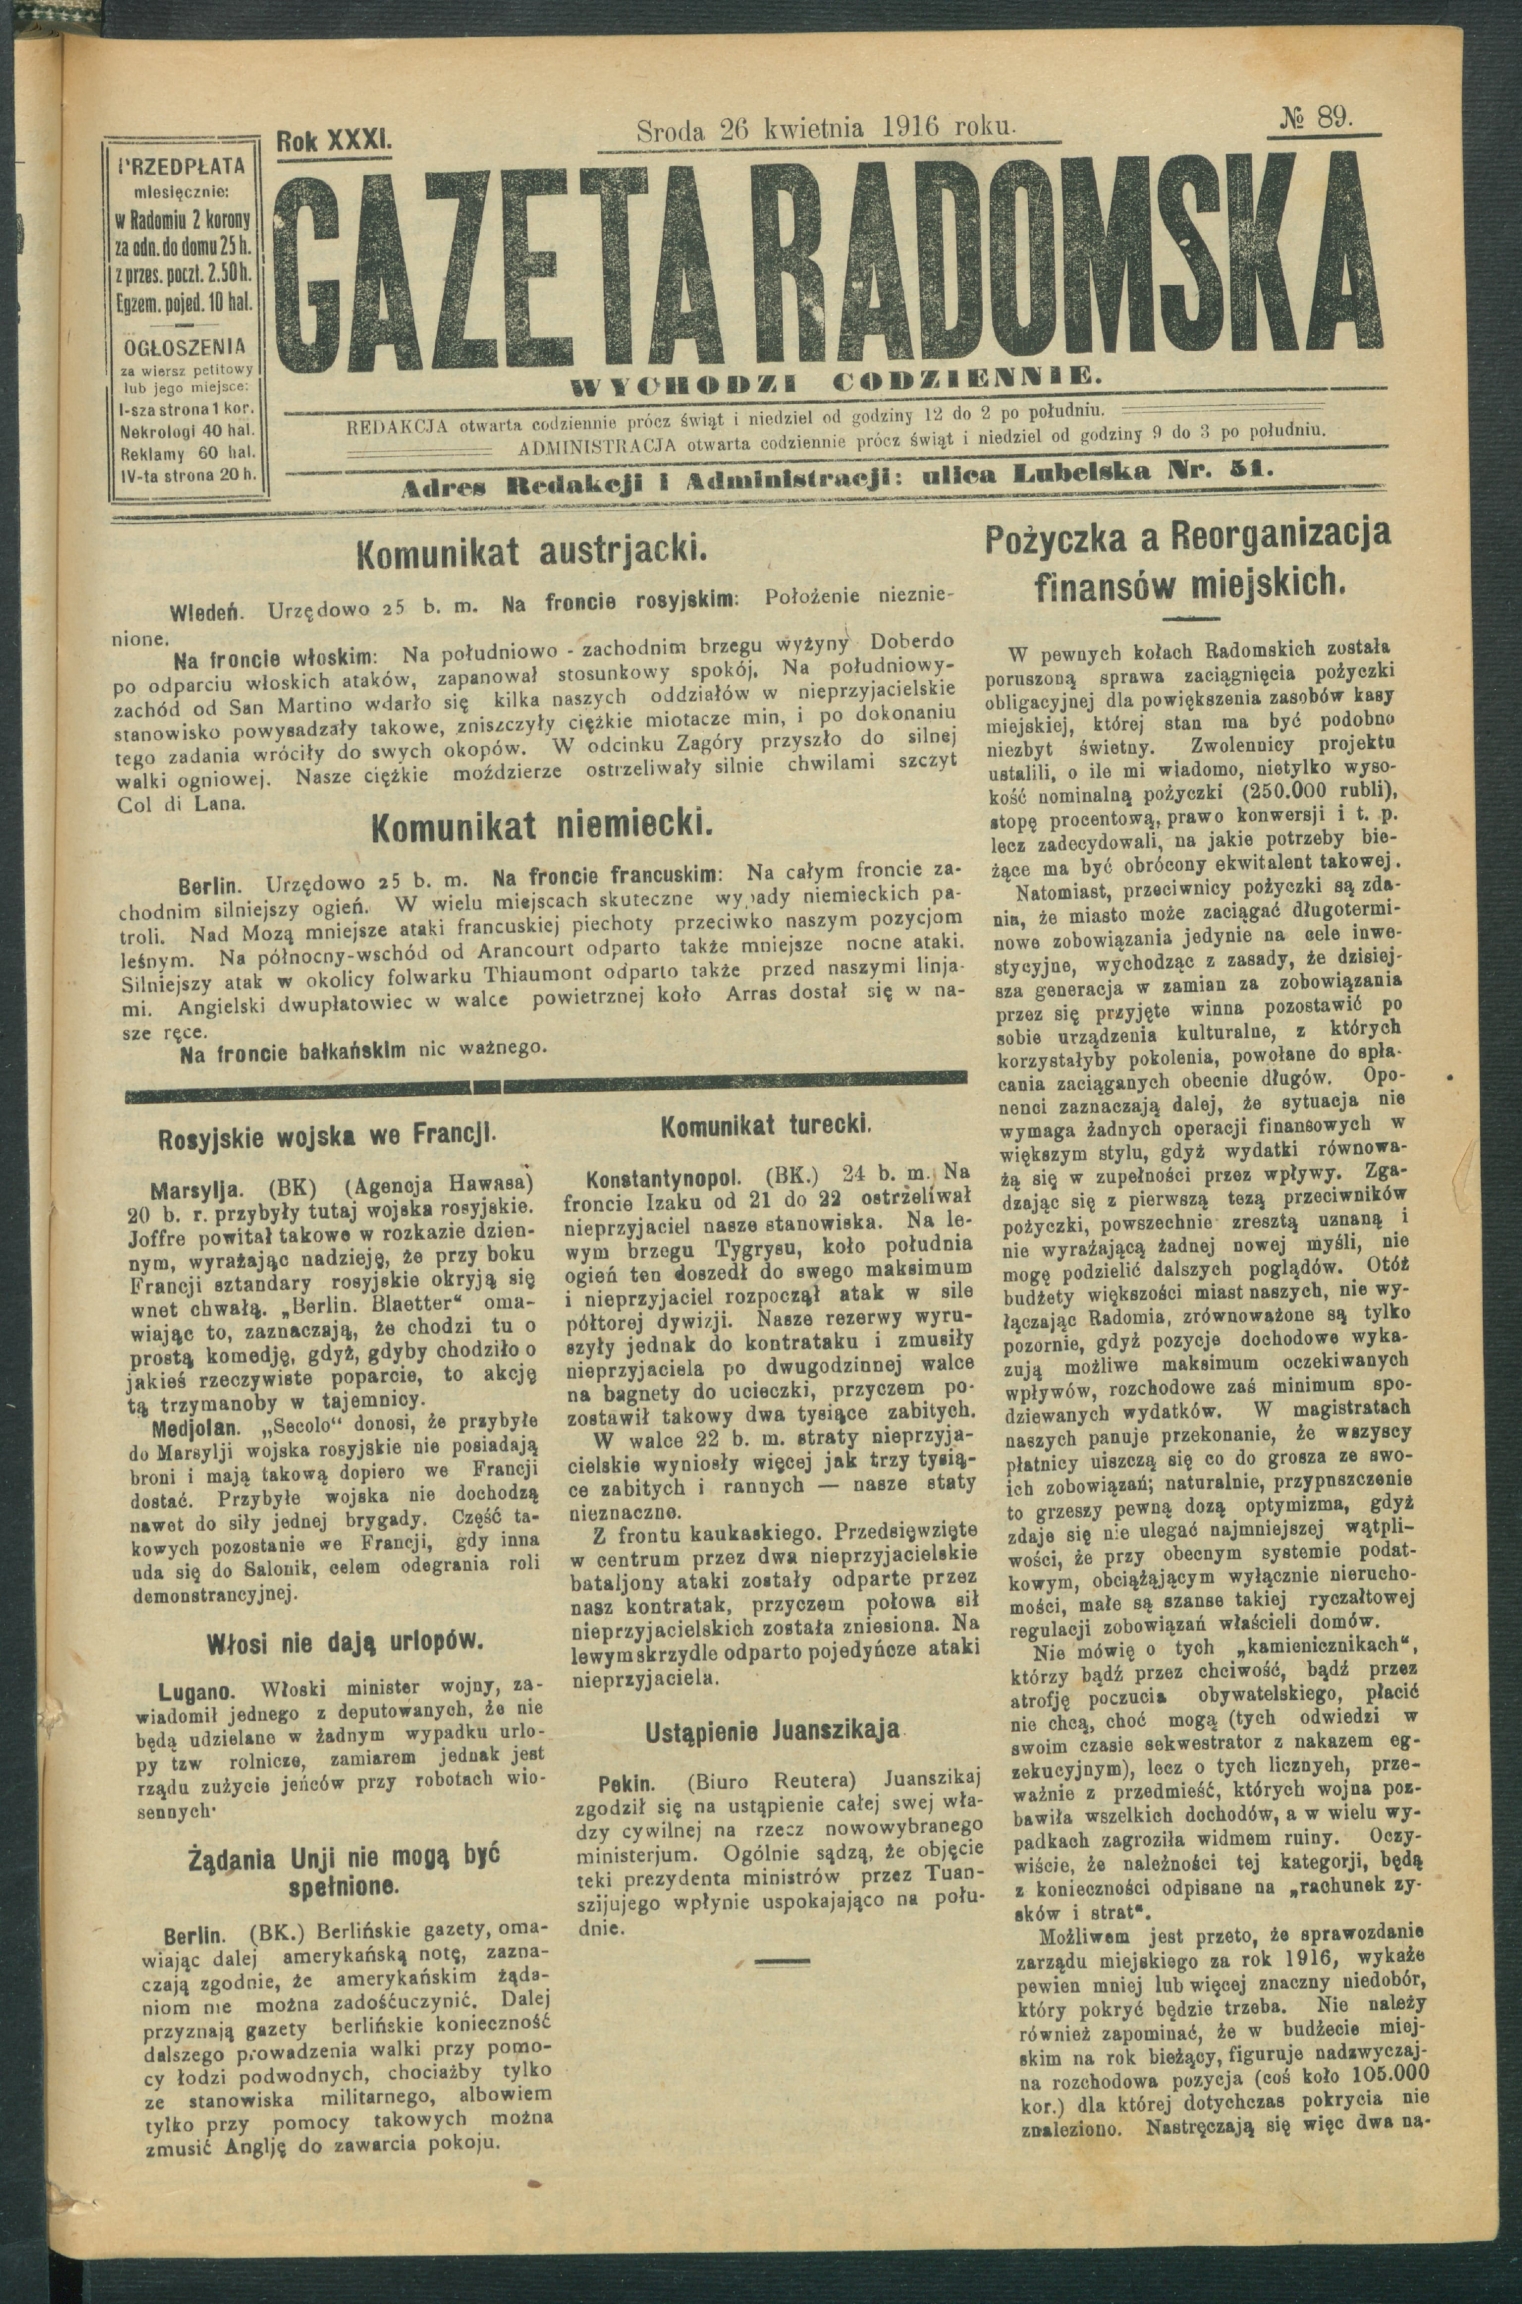 Rok XXXI.
Sroda 26 kwietnia 1916 roku.
№ 89.
PRZEDPŁATA
miesięcznie:
w Radomiu 2 korony
za odn. do domu 25 h.
z przes. poczt. 2.50 h.
Egzem. pojed. 10 hal.
OGŁOSZENIA
za wiersz petitowy
lub jego miejsce:
I-sza strona 1 kor.
Nekrologi 40 hal.
Reklamy 60 hal.
IV-ta strona 20 h.
GAZETA RADOMSKA
WYCHODZI CODZIENNIE.
REDAKCJA otwarta codziennie prócz świąt i niedziel od godziny 12 do 2 po południu.
ADMINISTRACJA otwarta codziennie prócz świąt i niedziel od godziny 9 do 3 po południu.
Adres Redakcji i Administracji: ulica Lubelska Nr. 51.
Komunikat austrjacki.
Wiedeń. Urzędowo 25 b. m. Na froncie rosyjskim: Położenie nieznie-
nione.
Na froncie włoskim: Na południowo - zachodnim brzegu wyżyny Doberdo
po odparciu włoskich ataków, zapanował stosunkowy spokój. Na południowy-
zachód od San Martino wdarło się kilka naszych oddziałów w nieprzyjacielskie
stanowisko powysadzały takowe, zniszczyły ciężkie miotacze min, i po dokonaniu
tego zadania wróciły do swych okopów. W odcinku Zagóry przyszło do silnej
walki ogniowej. Nasze ciężkie moździerze ostrzeliwały silnie chwilami szczyt
Col di Lana.
Komunikat niemiecki.
Berlin. Urzędowo 25 b. m. Na froncie francuskim: Na całym froncie za-
chodnim silniejszy ogień. W wielu miejscach skuteczne wypady niemieckich pa-
troli. Nad Mozą mniejsze ataki francuskiej piechoty przeciwko naszym pozycjom
leśnym. Na północny-wschód od Arancourt odparto także mniejsze nocne ataki.
Silniejszy atak w okolicy folwarku Thiaumont odparto także przed naszymi linja-
mi. Angielski dwupłatowiec w walce powietrznej koło Arras dostał się w na-
sze ręce.
Na froncie bałkańskim nic ważnego.
Rosyjskie wojska we Francji.
Marsylja. (BK) (Agencja Hawasa)
20 b. r. przybyły tutaj wojska rosyjskie.
Joffre powitał takowe w rozkazie dzien-
nym, wyrażając nadzieję, że przy boku
Francji sztandary rosyjskie okryją się
wnet chwałą. „Berlin. Blaetter“ oma-
wiając to, zaznaczają, że chodzi tu o
prostą komedję, gdyż, gdyby chodziło o
jakieś rzeczywiste poparcie, to akcję
tą trzymanoby w tajemnicy.
Medjolan. „Secolo“ donosi, że przybyłe
do Marsylji wojska rosyjskie nie posiadają
broni i mają takową dopiero we Francji
dostać. Przybyłe wojska nie dochodzą
nawet do siły jednej brygady. Część ta-
kowych pozostanie we Francji, gdy inna
uda się do Salonik, celem odegrania roli
demonstrancyjnej.
Włosi nie dają urlopów.
Lugano. Włoski minister wojny, za-
wiadomił jednego z deputowanych, że nie
będą udzielane w żadnym wypadku urlo-
py tzw rolnicze, zamiarem jednak jest
rządu zużycie jeńców przy robotach wio-
sennych.
Żądania Unji nie mogą być
spełnione.
Berlin. (BK.) Berlińskie gazety, oma-
wiając dalej amerykańską notę, zazna-
czają zgodnie, że amerykańskim żąda-
niom nie można zadośćuczynić. Dalej
przyznają gazety berlińskie konieczność
dalszego prowadzenia walki przy pomo-
cy łodzi podwodnych, chociażby tylko
ze stanowiska militarnego, albowiem
tylko przy pomocy takowych można
zmusić Anglję do zawarcia pokoju.
Komunikat turecki.
Konstantynopol. (BK.) 24 b. m. Na
froncie Izaku od 21 do 22 ostrzeliwał
nieprzyjaciel nasze stanowiska. Na le-
wym brzegu Tygrysu, koło południa
ogień ten doszedł do swego maksimum
i nieprzyjaciel rozpoczął atak w sile
półtorej dywizji. Nasze rezerwy wyru-
szyły jednak do kontrataku i zmusiły
nieprzyjaciela po dwugodzinnej walce
na bagnety do ucieczki, przyczem po-
zostawił takowy dwa tysiące zabitych.
W walce 22 b. m. straty nieprzyja-
cielskie wyniosły więcej jak trzy tysią-
ce zabitych i rannych — nasze staty
nieznaczne.
Z frontu kaukaskiego. Przedsięwzięte
w centrum przez dwa nieprzyjacielskie
bataljony ataki zostały odparte przez
nasz kontratak, przyczem połowa sił
nieprzyjacielskich została zniesiona. Na
lewym skrzydle odparto pojedyńcze ataki
nieprzyjaciela.
Ustąpienie Juanszikaja
Pekin. (Biuro Reutera) Juanszikaj
zgodził się na ustąpienie całej swej wła-
dzy cywilnej na rzecz nowowybranego
ministerjum. Ogólnie sądzą, że objęcie
teki prezydenta ministrów przez Tuan-
szijujego wpłynie uspokajająco na połu-
dnie.
Pożyczka a Reorganizacja
finansów miejskich.
W pewnych kołach Radomskich została
poruszoną sprawa zaciągnięcia pożyczki
obligacyjnej dla powiększenia zasobów kasy
miejskiej, której stan ma być podobno
niezbyt świetny. Zwolennicy projektu
ustalili, o ile mi wiadomo, nietylko wyso-
kość nominalną pożyczki (250.000 rubli),
stopę procentową, prawo konwersji i t. p.
lecz zadecydowali, na jakie potrzeby bie-
żące ma być obrócony ekwitalent takowej.
Natomiast, przeciwnicy pożyczki są zda-
nia, że miasto może zaciągać długotermi-
nowe zobowiązania jedynie na cele inwe-
stycyjne, wychodząc z zasady, że dzisiej-
sza generacja w zamian za zobowiązania
przez się przyjęte winna pozostawić po
sobie urządzenia kulturalne, z których
korzystałyby pokolenia, powołane do spła-
cania zaciąganych obecnie długów. Opo-
nenci zaznaczają dalej, że sytuacja nie
wymaga żadnych operacji finansowych w
większym stylu, gdyż wydatki równowa-
żą się w zupełności przez wpływy. Zga-
dzając się z pierwszą tezą przeciwników
pożyczki, powszechnie zresztą uznaną i
nie wyrażającą żadnej nowej myśli, nie
mogę podzielić dalszych poglądów. Otóż
budżety większości miast naszych, nie wy-
łączając Radomia, zrównoważone są tylko
pozornie, gdyż pozycje dochodowe wyka-
zują możliwe maksimum oczekiwanych
wpływów, rozchodowe zaś minimum spo-
dziewanych wydatków. W magistratach
naszych panuje przekonanie, że wszyscy
płatnicy uiszczą się co do grosza ze swo-
ich zobowiązań; naturalnie, przypnszczenie
to grzeszy pewną dozą optymizma, gdyż
zdaje się nie ulegać najmniejszej wątpli-
wości, że przy obecnym systemie podat-
kowym, obciążającym wyłącznie nierucho-
mości, małe są szanse takiej ryczałtowej
regulacji zobowiązań właścieli domów.
Nie mówię o tych „kamienicznikach“,
którzy bądź przez chciwość, bądź przez
atrofję poczucia obywatelskiego, płacić
nie chcą, choć mogą (tych odwiedzi w
swoim czasie sekwestrator z nakazem eg-
zekucyjnym), lecz o tych licznyeh, prze-
ważnie z przedmieść, których wojna poz-
bawiła wszelkich dochodów, a w wielu wy-
padkach zagroziła widmem ruiny. Oczy-
wiście, że należności tej kategorji, będą
z konieczności odpisane na „rachunek zy-
sków i strat“.
Możliwem jest przeto, że sprawozdanie
zarządu miejskiego za rok 1916, wykaże
pewien mniej lub więcej znaczny niedobór,
który pokryć będzie trzeba. Nie należy
również zapominać, że w budżecie miej-
skim na rok bieżący, figuruje nadzwyczaj-
na rozchodowa pozycja (coś koło 105.000
kor.) dla której dotychczas pokrycia nie
znaleziono. Nastręczają się więc dwa na-